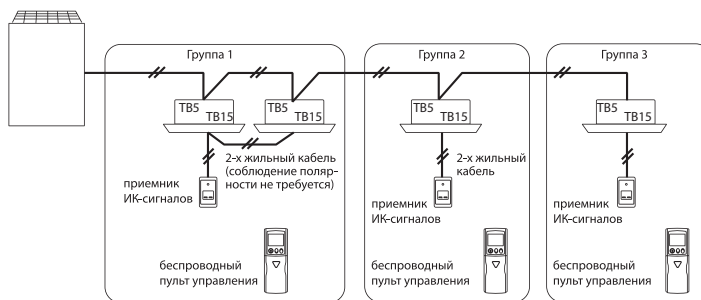 Группа 1
Группа 2
Группа 3
TB5
TB15
TB5
TB15
TB5
TB15
TB5
TB15
2-х жильный кабель
(соблюдение поляр-
ности не требуется)
2-х жильный
кабель
приемник
ИК-сигналов
приемник
ИК-сигналов
приемник
ИК-сигналов
беспроводный
пульт управления
беспроводный
пульт управления
беспроводный
пульт управления